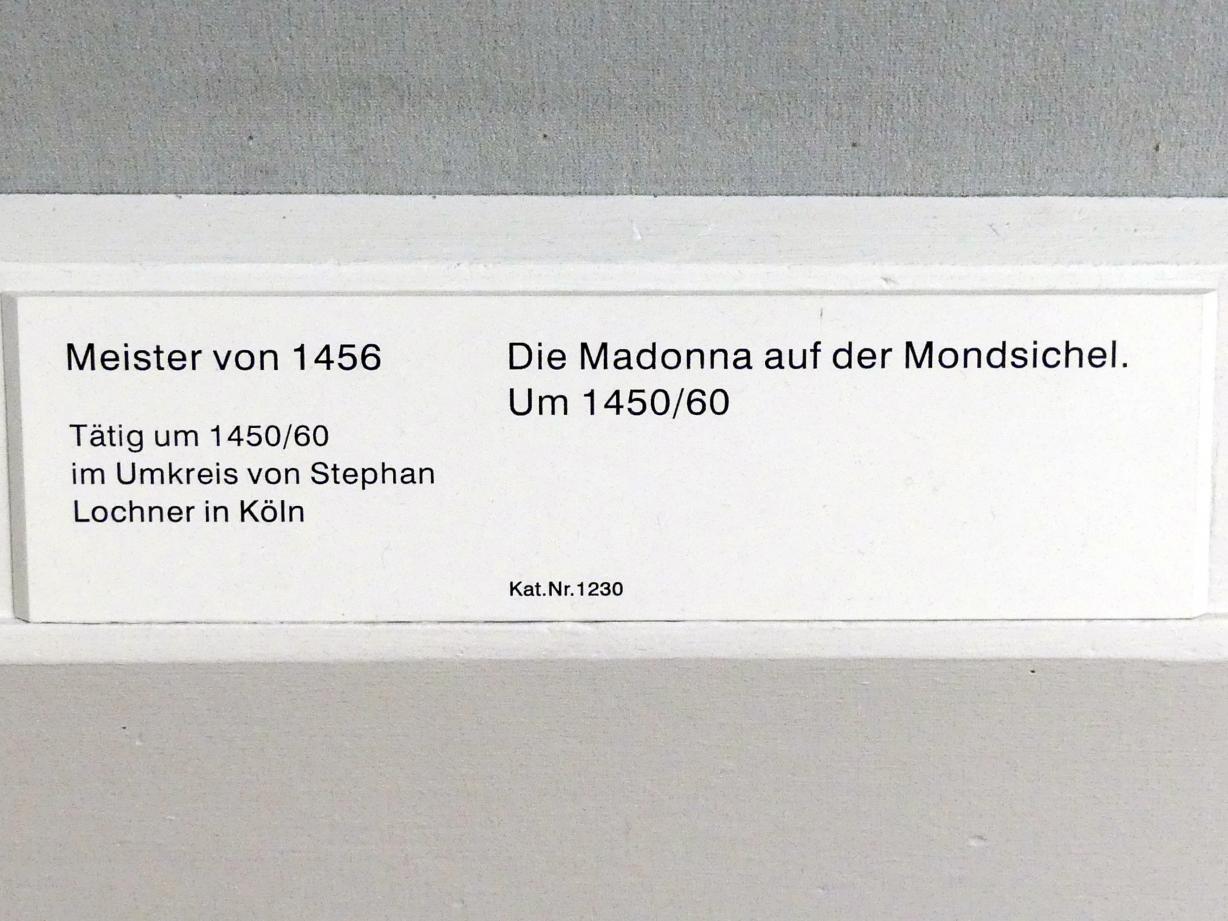 Meister von 1456
Tätig um 1450/60
im Umkreis von Stephan
Lochner in Köln
Die Madonna auf der Mondsichel.
Um 1450/60
Kat.Nr.1230